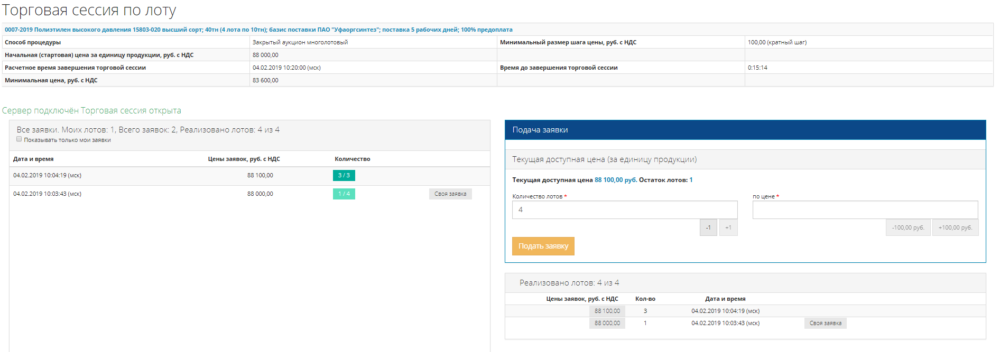 Торговая сессия по лоту
0007-2019 Полиэтилен высокого давления 15803-020 высший сорт; 40тн (4 лота по 10тн); базис поставки ПАО "Уфаоргсинтез"; поставка 5 рабочих дней; 100% предоплата
Способ процедуры Закрытый аукцион многолотовый Минимальный размер шага цены, руб. с НДС 100,00 (кратный шаг)
Начальная (стартовая) цена за единицу продукции, руб. с НДС 88 000,00
Расчетное время завершения торговой сессии 04.02.2019 10:20:00 (мск) Время до завершения торговой сессии 0:15:14
Минимальная цена, руб. с НДС 83 600,00
Сервер подключён Торговая сессия открыта
Все заявки. Моих лотов: 1, Всего заявок: 2, Реализовано лотов: 4 из 4
Показывать только мои заявки
Дата и время Цены заявок, руб. с НДС Количество
04.02.2019 10:04:19 (мск) 88 100,00 3 / 3
04.02.2019 10:03:43 (мск) 88 000,00 1 / 4 Своя заявка
Подача заявки
Текущая доступная цена (за единицу продукции)
Текущая доступная цена 88 100,00 руб. Остаток лотов: 1
Количество лотов * по цене *
4
-1 +1 -100,00 руб. +100,00 руб.
Подать заявку
Реализовано лотов: 4 из 4
Цены заявок, руб. с НДС Кол-во Дата и время
88 100,00 3 04.02.2019 10:04:19 (мск)
88 000,00 1 04.02.2019 10:03:43 (мск) Своя заявка